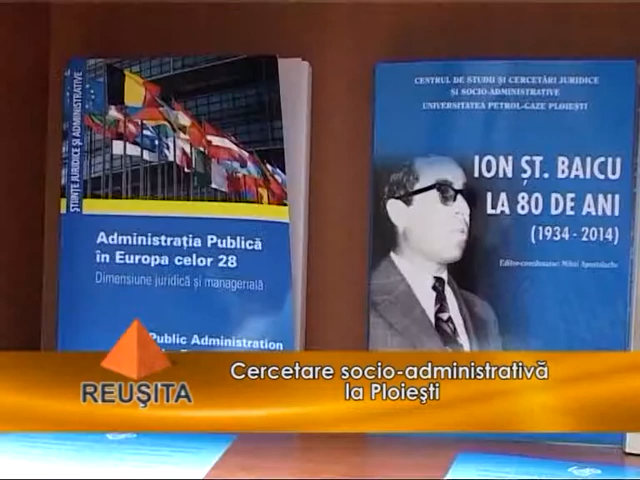 ŞTIINŢE JURIDICE ŞI ADMINISTRATIVE
Administraţia Publică
în Europa celor 28
Dimensiune juridică şi managerială
Public Administration
CENTRUL DE STUDII ŞI CERCETĂRI JURIDICE
ŞI SOCIO-ADMINISTRATIVE
UNIVERSITATEA PETROL-GAZE PLOIEŞTI
ION ŞT. BAICU
LA 80 DE ANI
(1934 - 2014)
Editor-coordonator: Mihai Apostolache
REUŞITA
Cercetare socio-administrativă
la Ploieşti